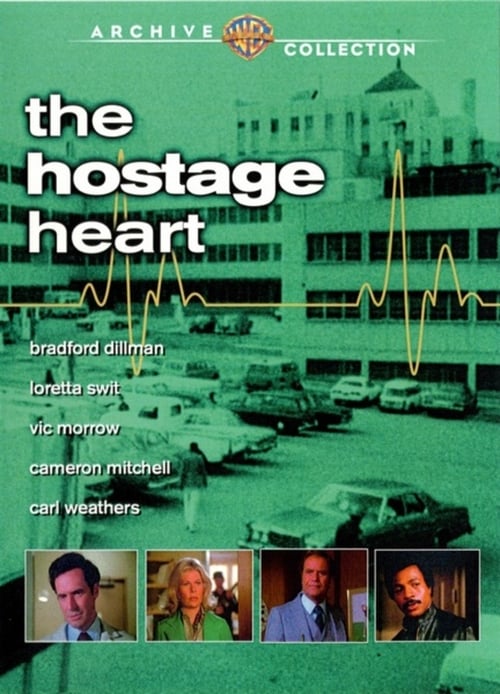 ARCHIVE
WB
COLLECTION
the
hostage
heart
bradford dillman
loretta swit
vic morrow
cameron mitchell
carl weathers